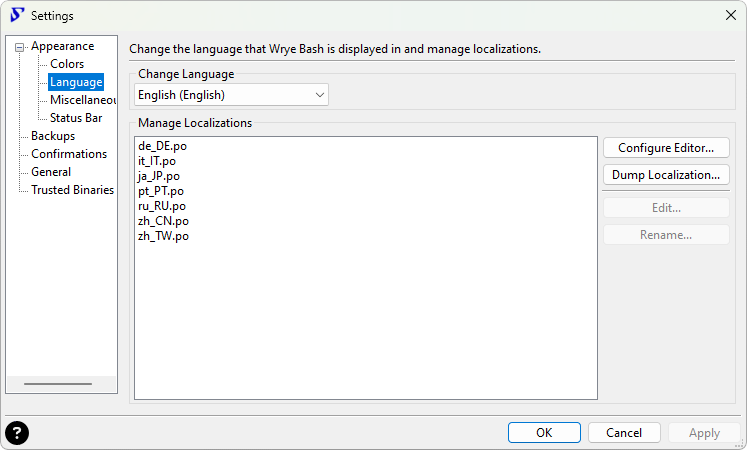 Settings
Appearance
Colors
Language
Miscellaneou
Status Bar
Backups
Confirmations
General
Trusted Binaries
Change the language that Wrye Bash is displayed in and manage localizations.
Change Language
English (English)
Manage Localizations
de_DE.po
it_IT.po
ja_JP.po
pt_PT.po
ru_RU.po
zh_CN.po
zh_TW.po
Configure Editor...
Dump Localization...
Edit...
Rename...
?
OK
Cancel
Apply